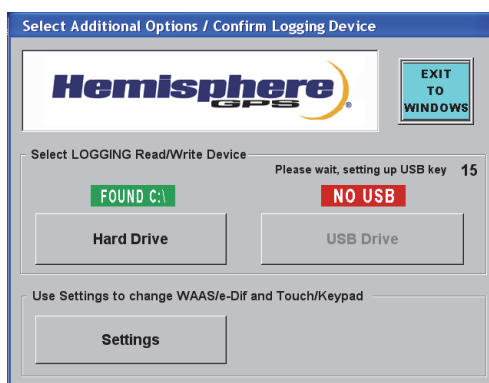 Select Additional Options / Confirm Logging Device
Hemisphere
GPS
EXIT
TO
WINDOWS
Select LOGGING Read/Write Device
Please wait, setting up USB key 15
FOUND C:\
NO USB
Hard Drive
USB Drive
Use Settings to change WAAS/e-Dif and Touch/Keypad
Settings